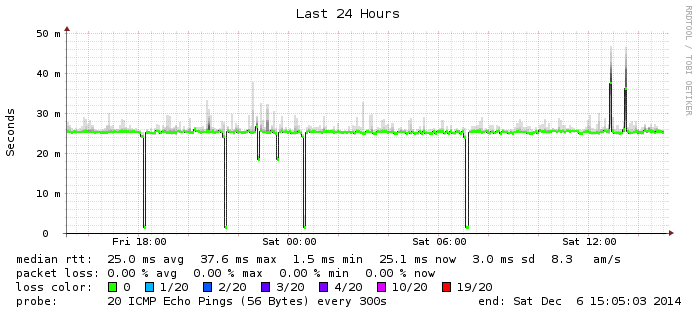 Last 24 Hours
RRDTOOL / TOBI OETIKER
Seconds
50 m
40 m
30 m
20 m
10 m
0
Fri 18:00 Sat 00:00 Sat 06:00 Sat 12:00
median rtt: 25.0 ms avg 37.6 ms max 1.5 ms min 25.1 ms now 3.0 ms sd 8.3 am/s
packet loss: 0.00 % avg 0.00 % max 0.00 % min 0.00 % now
loss color: 0 1/20 2/20 3/20 4/20 10/20 19/20
probe: 20 ICMP Echo Pings (56 Bytes) every 300s end: Sat Dec 6 15:05:03 2014